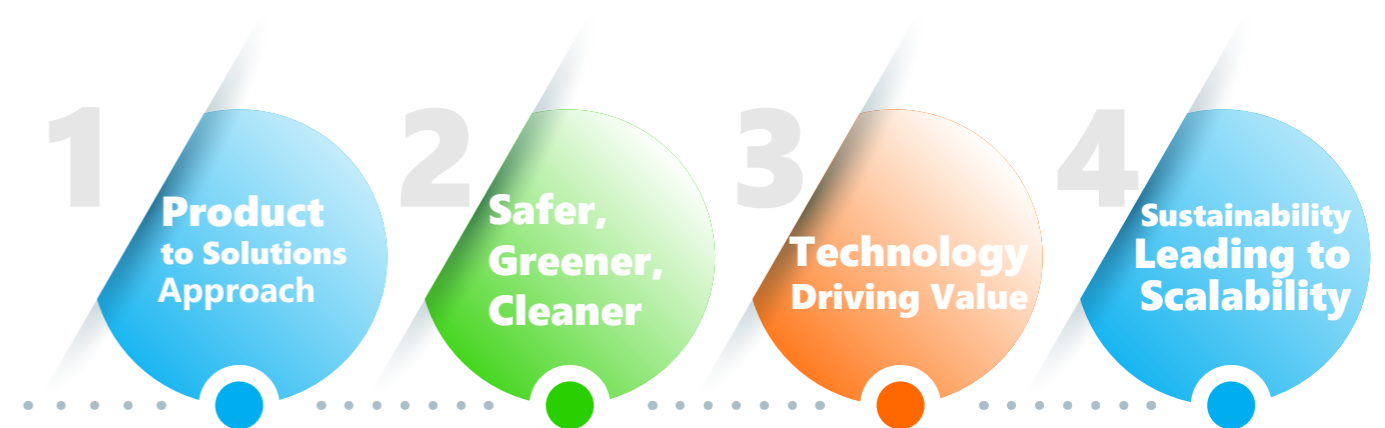 1
Product
to Solutions
Approach
2
Safer,
Greener,
Cleaner
3
Technology
Driving Value
4
Sustainability
Leading to
Scalability